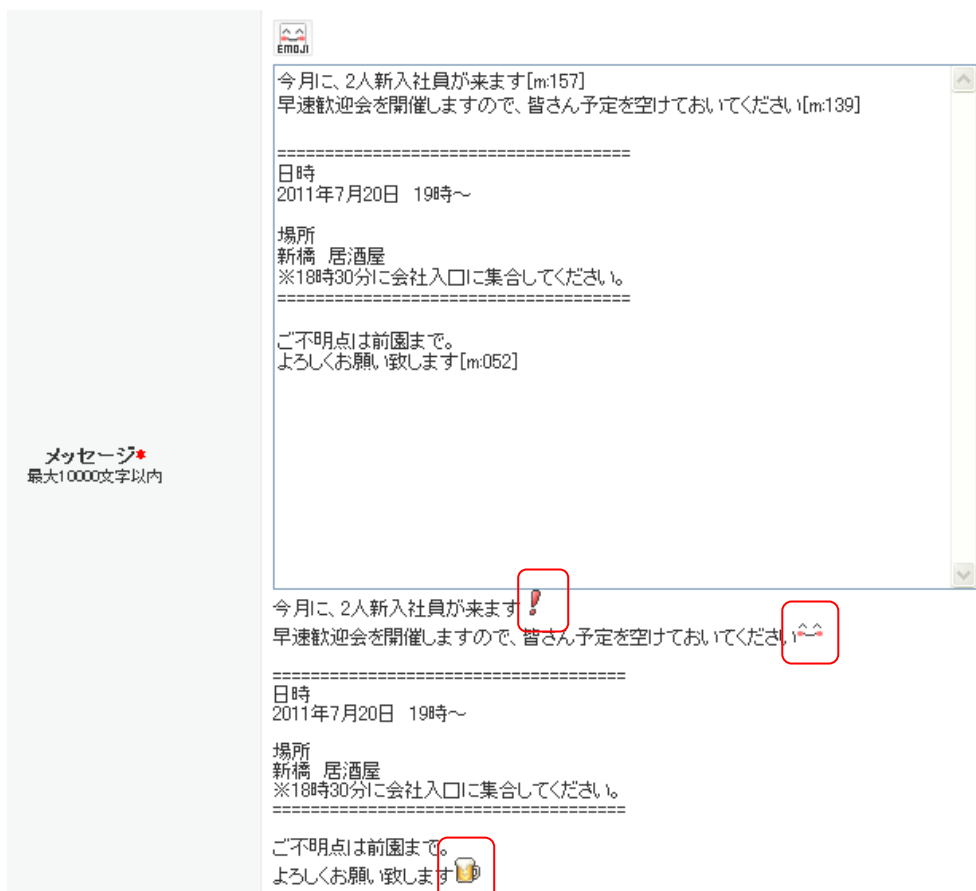 EMOJI
今月に、2人新入社員が来ます[m:157]
早速歓迎会を開催しますので、皆さん予定を空けておいてください[m:139]
=====================================
日時
2011年7月20日 19時～
場所
新橋 居酒屋
※18時30分に会社入口に集合してください。
=====================================
ご不明点は前園まで。
よろしくお願い致します[m:052]
メッセージ*
最大10000文字以内
今月に、2人新入社員が来ます
早速歓迎会を開催しますので、皆さん予定を空けておいてください
=====================================
日時
2011年7月20日 19時～
場所
新橋 居酒屋
※18時30分に会社入口に集合してください。
=====================================
ご不明点は前園まで。
よろしくお願い致します